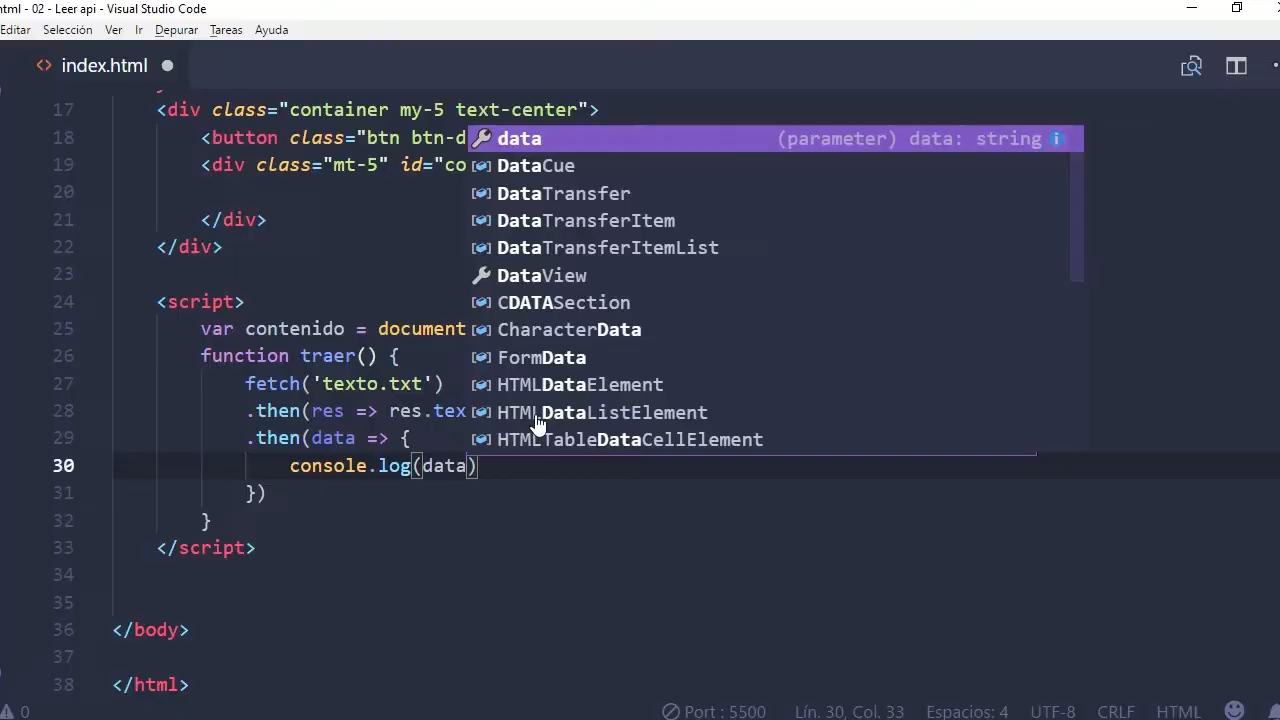 html - 02 - Leer api - Visual Studio Code
Editar Selección Ver Ir Depurar Tareas Ayuda
<> index.html
17 <div class="container my-5 text-center">
18 <button class="btn btn-d
19 <div class="mt-5" id="co
20
21 </div>
22 </div>
23
24 <script>
25 var contenido = document
26 function traer() {
27 fetch('texto.txt')
28 .then(res => res.tex
29 .then(data => {
30 console.log(data)
31 })
32 }
33 </script>
34
35
36 </body>
37
38 </html>
data (parameter) data: string
DataCue
DataTransfer
DataTransferItem
DataTransferItemList
DataView
CDATASection
CharacterData
FormData
HTMLDataElement
HTMLDataListElement
HTMLTableDataCellElement
0 Port : 5500 Lín. 30, Col. 33 Espacios: 4 UTF-8 CRLF HTML